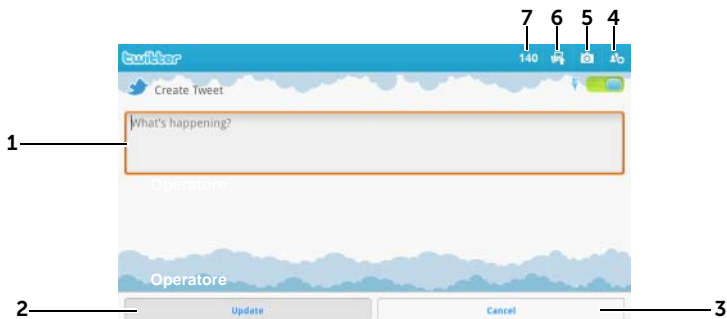 7 6 5 4
twitter
140
Create Tweet
What's happening?
1
Operatore
Operatore
2
Update
Cancel
3